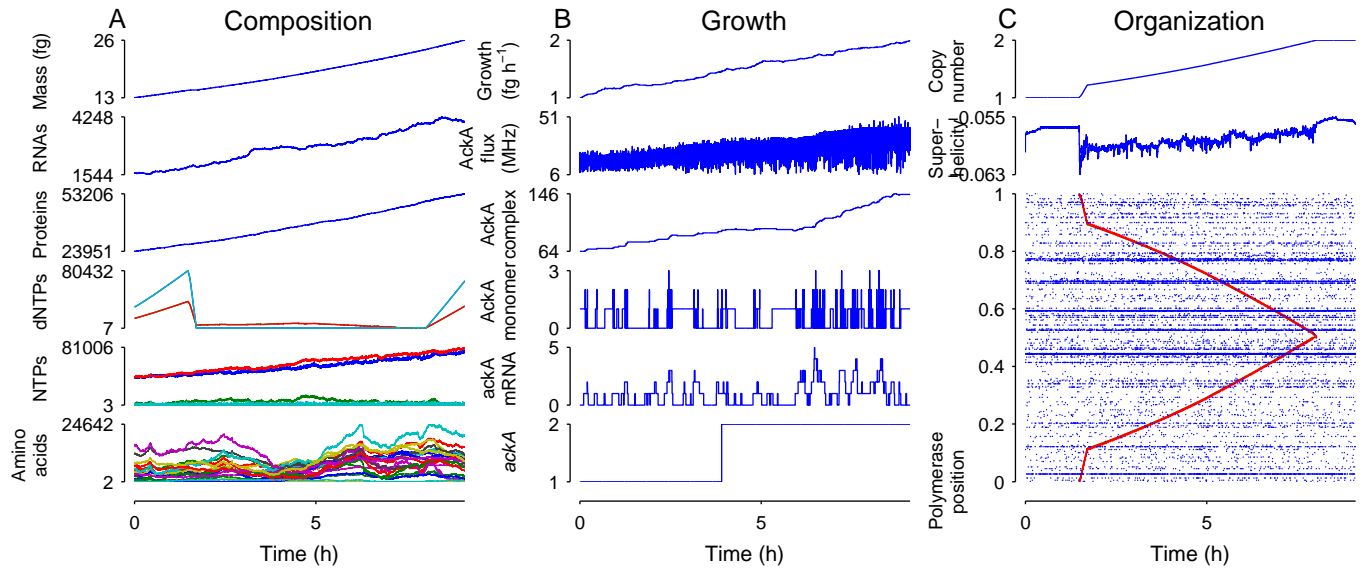 A
Composition
26
Mass (fg)
13
4248
RNAs
1544
53206
Proteins
23951
80432
dNTPs
7
81006
NTPs
3
24642
Amino
acids
2
0
5
Time (h)
B
Growth
2
Growth
(fg h⁻¹)
1
51
AckA
flux
(MHz)
6
146
AckA
complex
64
3
AckA
monomer
0
5
ackA
mRNA
0
2
ackA
1
0
5
Time (h)
C
Organization
2
Copy
number
1
−0.055
Super−
helicity
−0.063
1
0.8
0.6
0.4
0.2
0
Polymerase
position
0
5
Time (h)